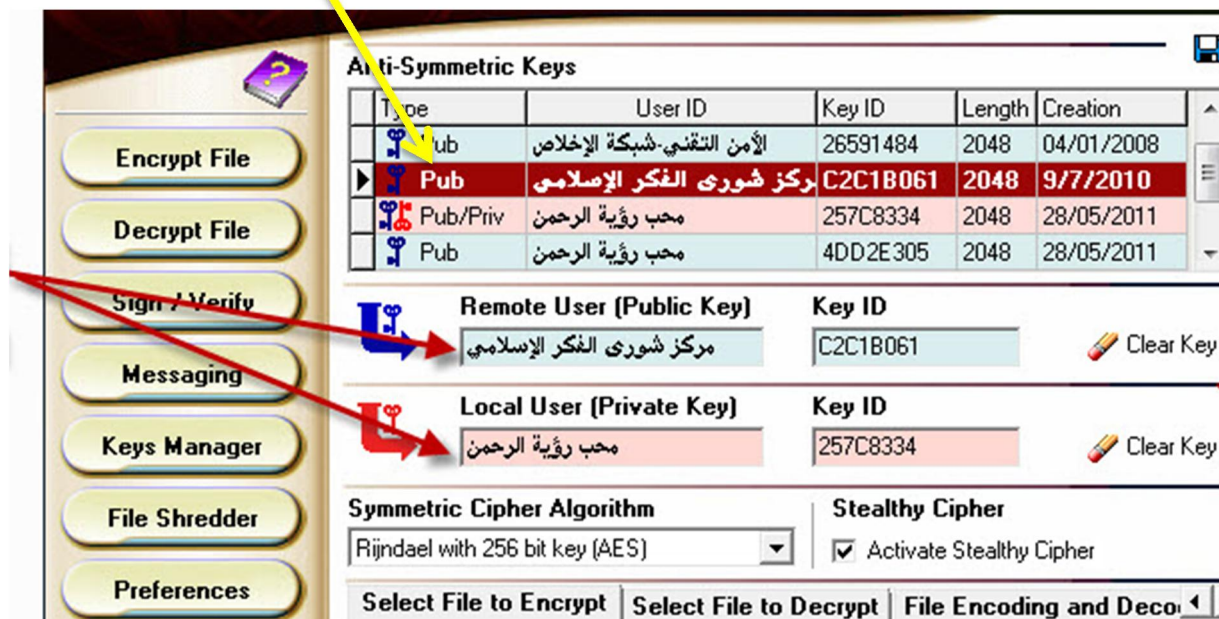 Anti-Symmetric Keys
Type User ID Key ID Length Creation
Pub الأمن التقني-شبكة الإخلاص 26591484 2048 04/01/2008
Pub مركز شورى الفكر الإسلامي C2C1B061 2048 9/7/2010
Pub/Priv محب رؤية الرحمن 257C8334 2048 28/05/2011
Pub محب رؤية الرحمن 4DD2E305 2048 28/05/2011
Encrypt File
Decrypt File
Sign / Verify
Messaging
Keys Manager
File Shredder
Preferences
Remote User (Public Key) Key ID
مركز شورى الفكر الإسلامي C2C1B061 Clear Key
Local User (Private Key) Key ID
محب رؤية الرحمن 257C8334 Clear Key
Symmetric Cipher Algorithm Stealthy Cipher
Rijndael with 256 bit key (AES) Activate Stealthy Cipher
Select File to Encrypt Select File to Decrypt File Encoding and Deco